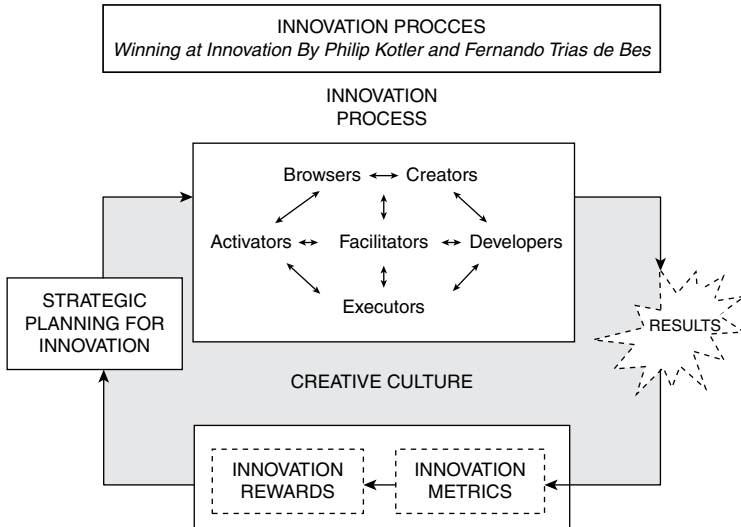 INNOVATION PROCCES
Winning at Innovation By Philip Kotler and Fernando Trias de Bes
INNOVATION
PROCESS
Browsers Creators
Activators Facilitators Developers
Executors
STRATEGIC
PLANNING FOR
INNOVATION
RESULTS
CREATIVE CULTURE
INNOVATION
REWARDS
INNOVATION
METRICS